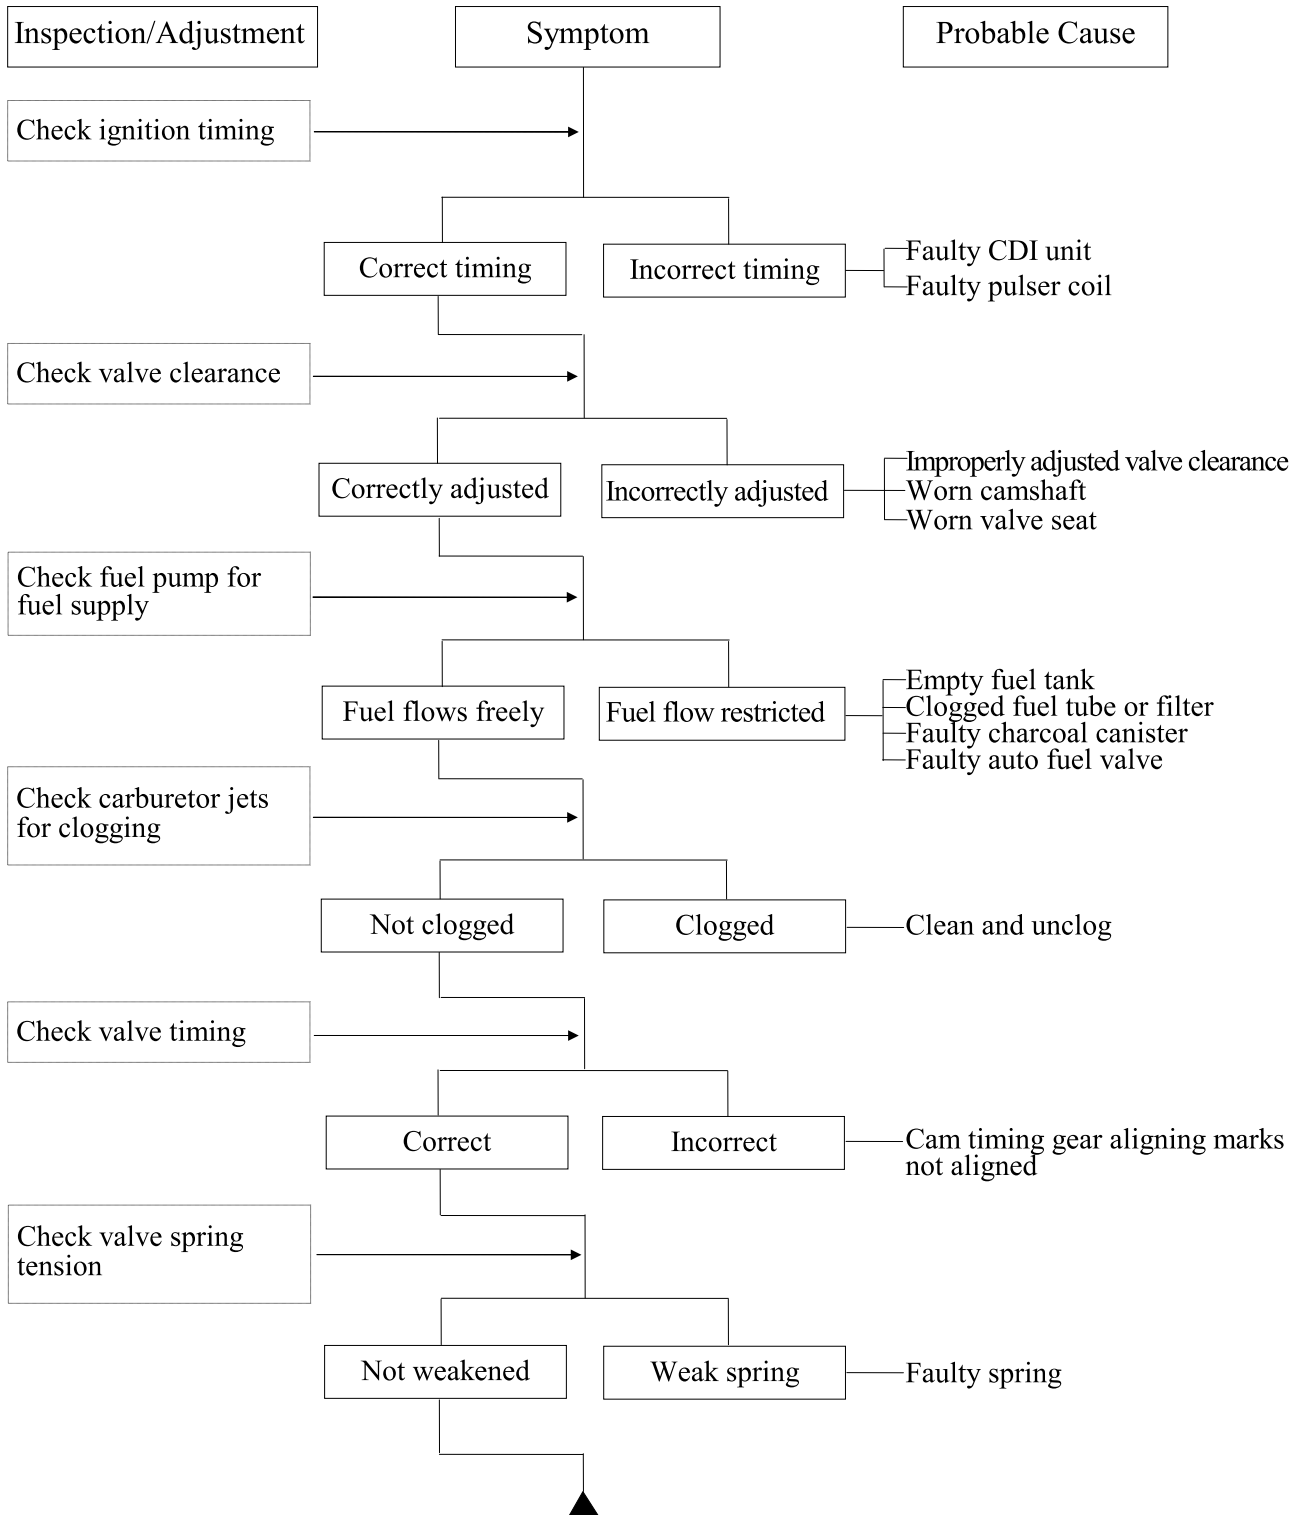 Inspection/Adjustment
Symptom
Probable Cause
Check ignition timing
Correct timing
Incorrect timing
Faulty CDI unit
Faulty pulser coil
Check valve clearance
Correctly adjusted
Incorrectly adjusted
Improperly adjusted valve clearance
Worn camshaft
Worn valve seat
Check fuel pump for
fuel supply
Fuel flows freely
Fuel flow restricted
Empty fuel tank
Clogged fuel tube or filter
Faulty charcoal canister
Faulty auto fuel valve
Check carburetor jets
for clogging
Not clogged
Clogged
Clean and unclog
Check valve timing
Correct
Incorrect
Cam timing gear aligning marks
not aligned
Check valve spring
tension
Not weakened
Weak spring
Faulty spring